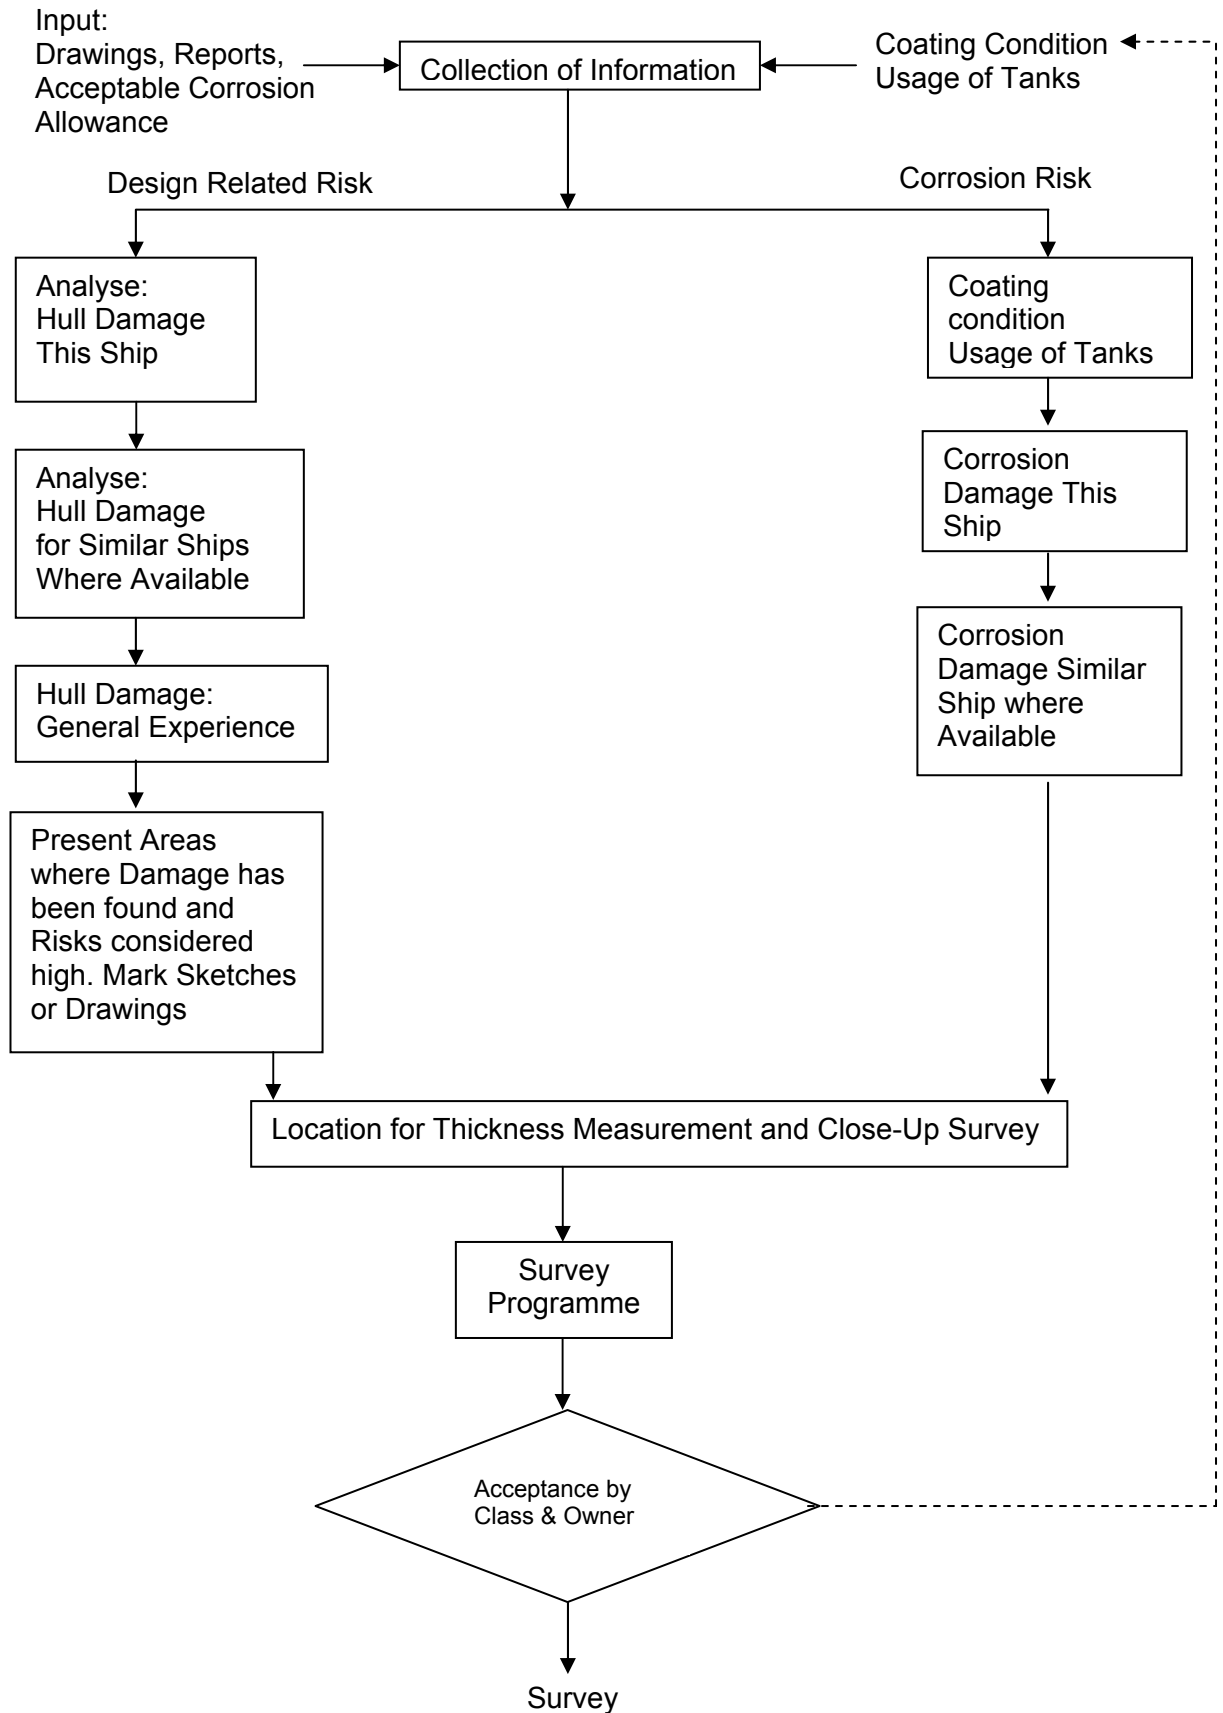 Input:
Drawings, Reports,
Acceptable Corrosion
Allowance
Collection of Information
Coating Condition
Usage of Tanks
Design Related Risk
Corrosion Risk
Analyse:
Hull Damage
This Ship
Coating
condition
Usage of Tanks
Analyse:
Hull Damage
for Similar Ships
Where Available
Corrosion
Damage This
Ship
Hull Damage:
General Experience
Corrosion
Damage Similar
Ship where
Available
Present Areas
where Damage has
been found and
Risks considered
high. Mark Sketches
or Drawings
Location for Thickness Measurement and Close-Up Survey
Survey
Programme
Acceptance by
Class & Owner
Survey